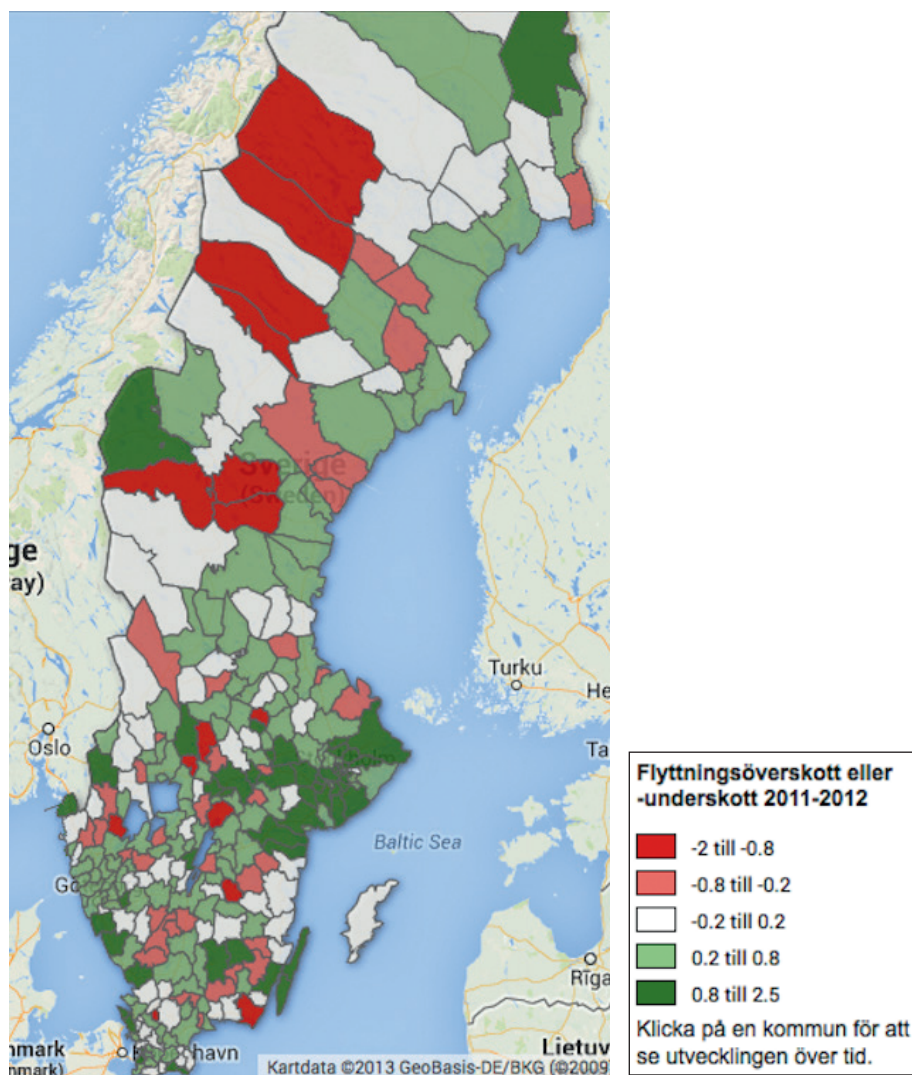 Sverige
(Sweden)
ge
ay)
Turku
He
Oslo
Ta
Baltic Sea
Rīga
nmark
nmark)
havn
Lietuv
Kartdata ©2013 GeoBasis-DE/BKG (©2009)
Flyttningsöverskott eller
-underskott 2011-2012
-2 till -0.8
-0.8 till -0.2
-0.2 till 0.2
0.2 till 0.8
0.8 till 2.5
Klicka på en kommun för att
se utvecklingen över tid.